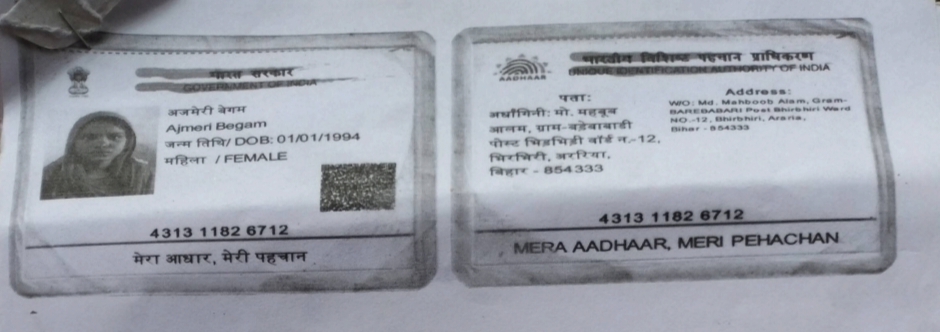 भारत सरकार
GOVERNMENT OF INDIA
अजमेरी बेगम
Ajmeri Begam
जन्म तिथि/ DOB: 01/01/1994
महिला / FEMALE
4313 1182 6712
मेरा आधार, मेरी पहचान
AADHAAR
भारतीय विशिष्ट पहचान प्राधिकरण
UNIQUE IDENTIFICATION AUTHORITY OF INDIA
पता:
अर्धांगिनी: मो. महबूब
आलम, ग्राम-बड़ेबाबाडी
पोस्ट भिड़भिड़ी बॉर्ड न.-12,
भिरभिरी, अररिया,
बिहार - 854333
Address:
W/O: Md. Mahboob Alam, Gram-
BAREBABARI Post Bhirbhiri Ward
NO.-12, Bhirbhiri, Araria,
Bihar - 854333
4313 1182 6712
MERA AADHAAR, MERI PEHACHAN